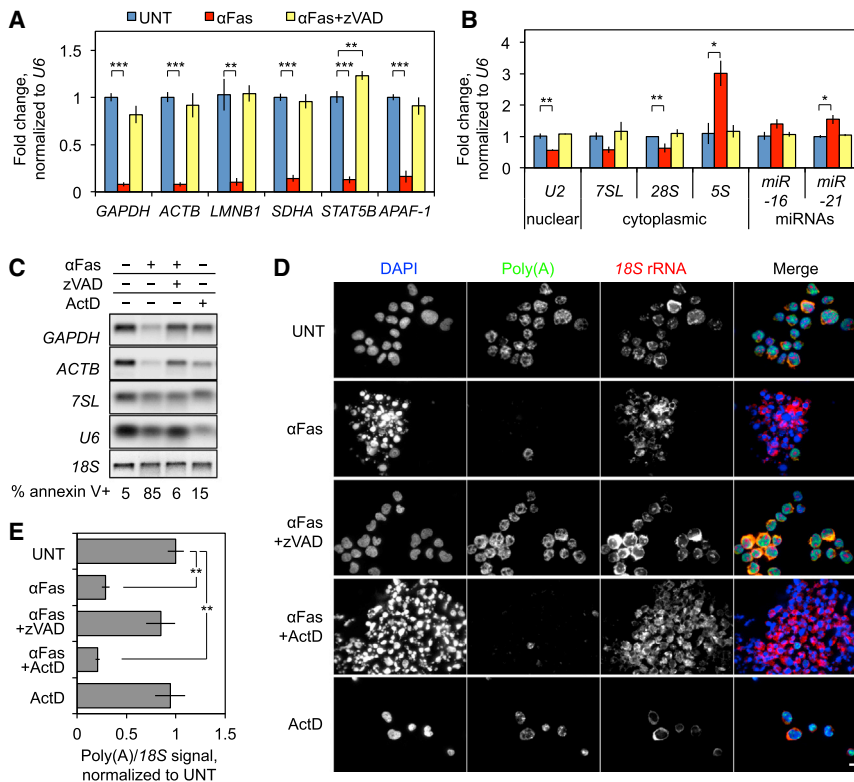 A
UNT αFas αFas+zVAD
Fold change,
normalized to U6
1.5
1
0.5
0
*** *** ** *** *** ** ***
GAPDH ACTB LMNB1 SDHA STAT5B APAF-1
B
Fold change,
normalized to U6
4
3
2
1
0
** ** * *
U2 7SL 28S 5S miR miR
-16 -21
nuclear cytoplasmic miRNAs
C
– + + – αFas
– – + – zVAD
– – – + ActD
GAPDH
ACTB
7SL
U6
18S
% annexin V+ 5 85 6 15
D
DAPI Poly(A) 18S rRNA Merge
UNT
αFas
αFas
+zVAD
αFas
+ActD
ActD
E
UNT
αFas
αFas
+zVAD
αFas
+ActD
ActD
**
**
0 0.5 1 1.5
Poly(A)/18S signal,
normalized to UNT